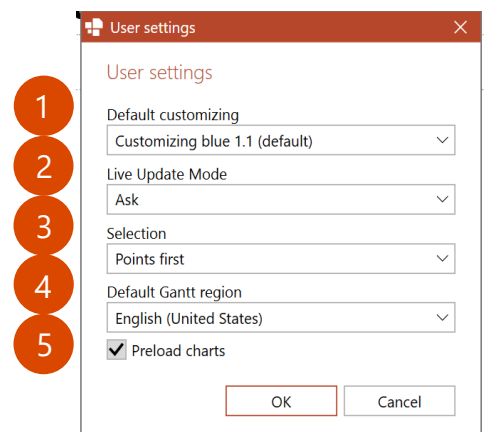 User settings
User settings
1
Default customizing
Customizing blue 1.1 (default)
2
Live Update Mode
Ask
3
Selection
Points first
4
Default Gantt region
English (United States)
5
Preload charts
OK Cancel